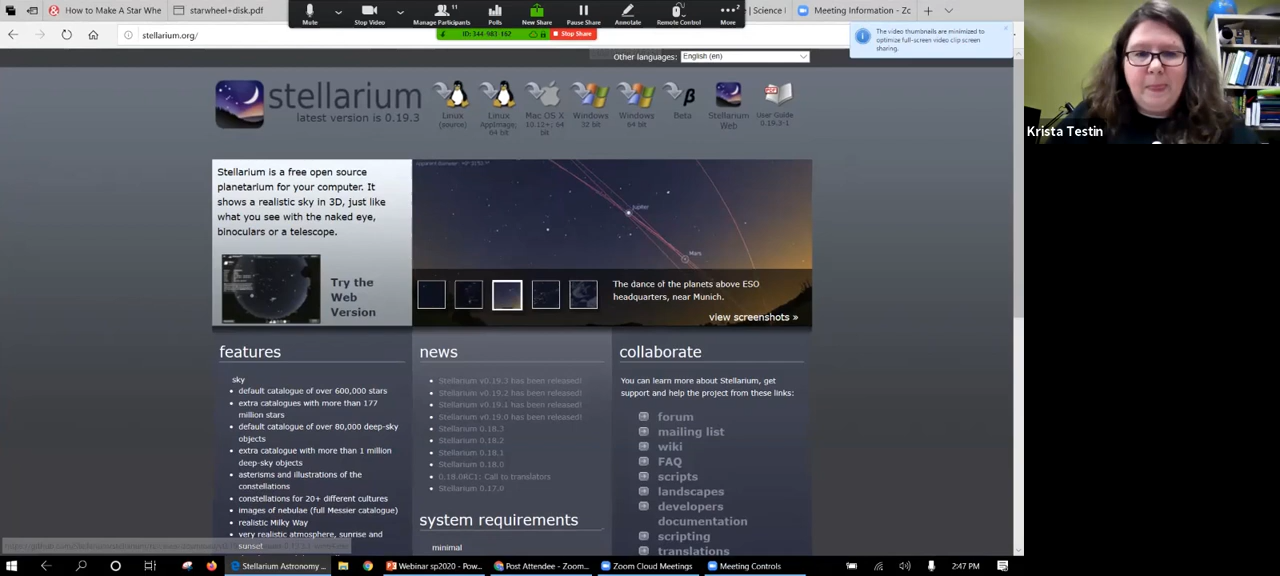 How to Make A Star Whe
starwheel+disk.pdf
| Science |
Meeting Information - Zc
Mute
Stop Video
Manage Participants
11
Polls
New Share
Pause Share
Annotate
Remote Control
More
ID: 344-983-162
Stop Share
stellarium.org/
The video thumbnails are minimized to
optimize full-screen video clip screen
sharing.
Krista Testin
Other languages:
English (en)
stellarium
latest version is 0.19.3
Linux
(source)
Linux
AppImage;
64 bit
Mac OS X
10.12+; 64
bit
Windows
32 bit
Windows
64 bit
β
Beta
Stellarium
Web
User Guide
0.19.3-1
Stellarium is a free open source
planetarium for your computer. It
shows a realistic sky in 3D, just like
what you see with the naked eye,
binoculars or a telescope.
Try the
Web
Version
Jupiter
Mars
The dance of the planets above ESO
headquarters, near Munich.
view screenshots »
features
sky
default catalogue of over 600,000 stars
extra catalogues with more than 177
million stars
default catalogue of over 80,000 deep-sky
objects
extra catalogue with more than 1 million
deep-sky objects
asterisms and illustrations of the
constellations
constellations for 20+ different cultures
images of nebulae (full Messier catalogue)
realistic Milky Way
very realistic atmosphere, sunrise and
sunset
news
Stellarium v0.19.3 has been released!
Stellarium v0.19.2 has been released!
Stellarium v0.19.1 has been released!
Stellarium v0.19.0 has been released!
Stellarium 0.18.3
Stellarium 0.18.2
Stellarium 0.18.1
Stellarium 0.18.0
0.18.0RC1: Call to translators
Stellarium 0.17.0
system requirements
minimal
collaborate
You can learn more about Stellarium, get
support and help the project from these links:
forum
mailing list
wiki
FAQ
scripts
landscapes
developers
documentation
scripting
translations
Stellarium Astronomy ...
Webinar sp2020 - Pow...
Post Attendee - Zoom...
Zoom Cloud Meetings
Meeting Controls
2:47 PM